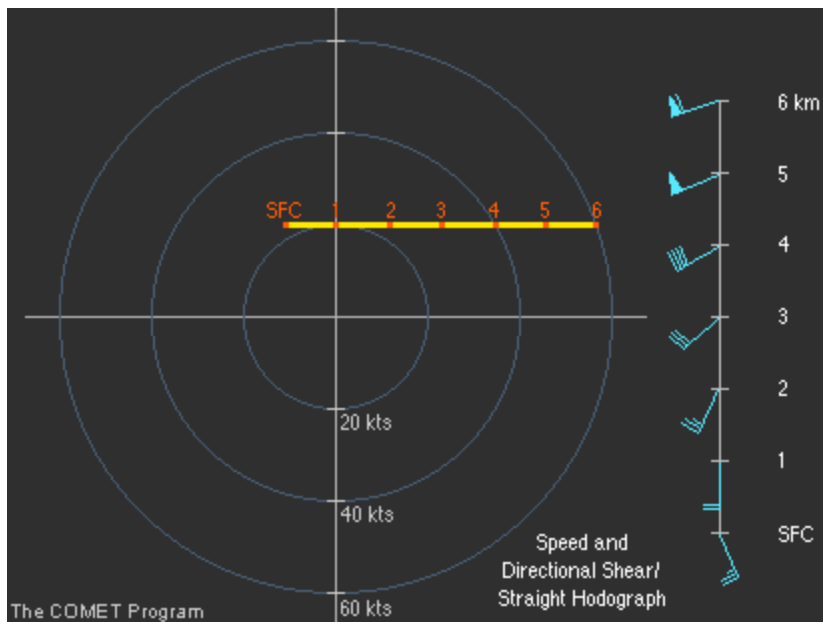 6 km
5
SFC 1 2 3 4 5 6
4
3
2
20 kts
1
40 kts
SFC
Speed and
Directional Shear/
Straight Hodograph
The COMET Program
60 kts